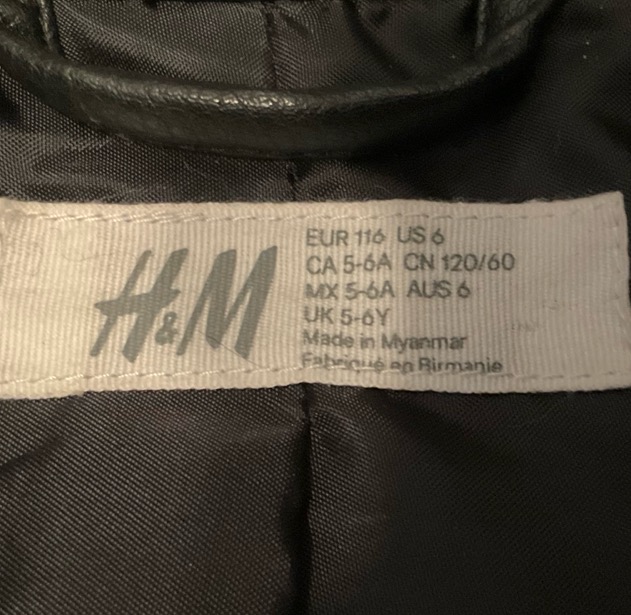 H&M
EUR 116 US 6
CA 5-6A CN 120/60
MX 5-6A AUS 6
UK 5-6Y
Made in Myanmar
Fabriqué en Birmanie